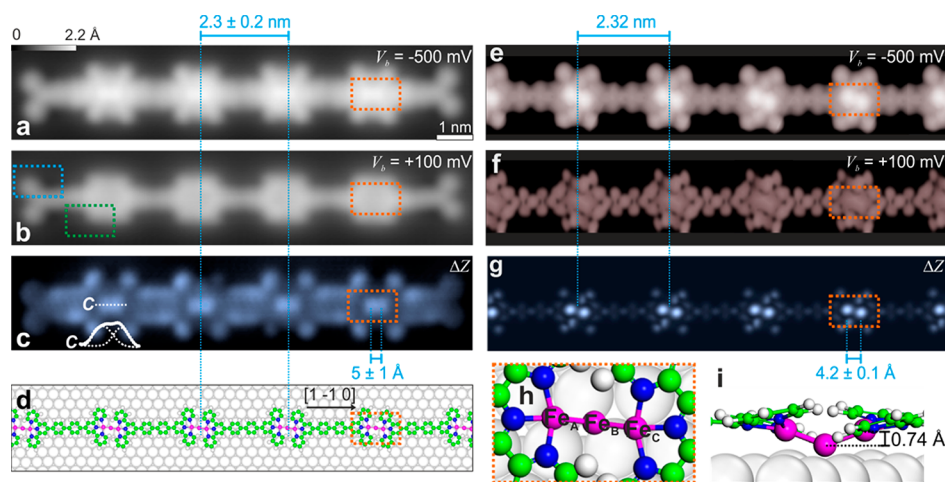 2.3 ± 0.2 nm
2.32 nm
0
2.2 Å
V_b = -500 mV
a
1 nm
e
V_b = -500 mV
b
V_b = +100 mV
f
V_b = +100 mV
c
C
C
ΔZ
g
ΔZ
5 ± 1 Å
4.2 ± 0.1 Å
d
[1 -1 0]
h
Fe_A Fe_B Fe_C
i
0.74 Å